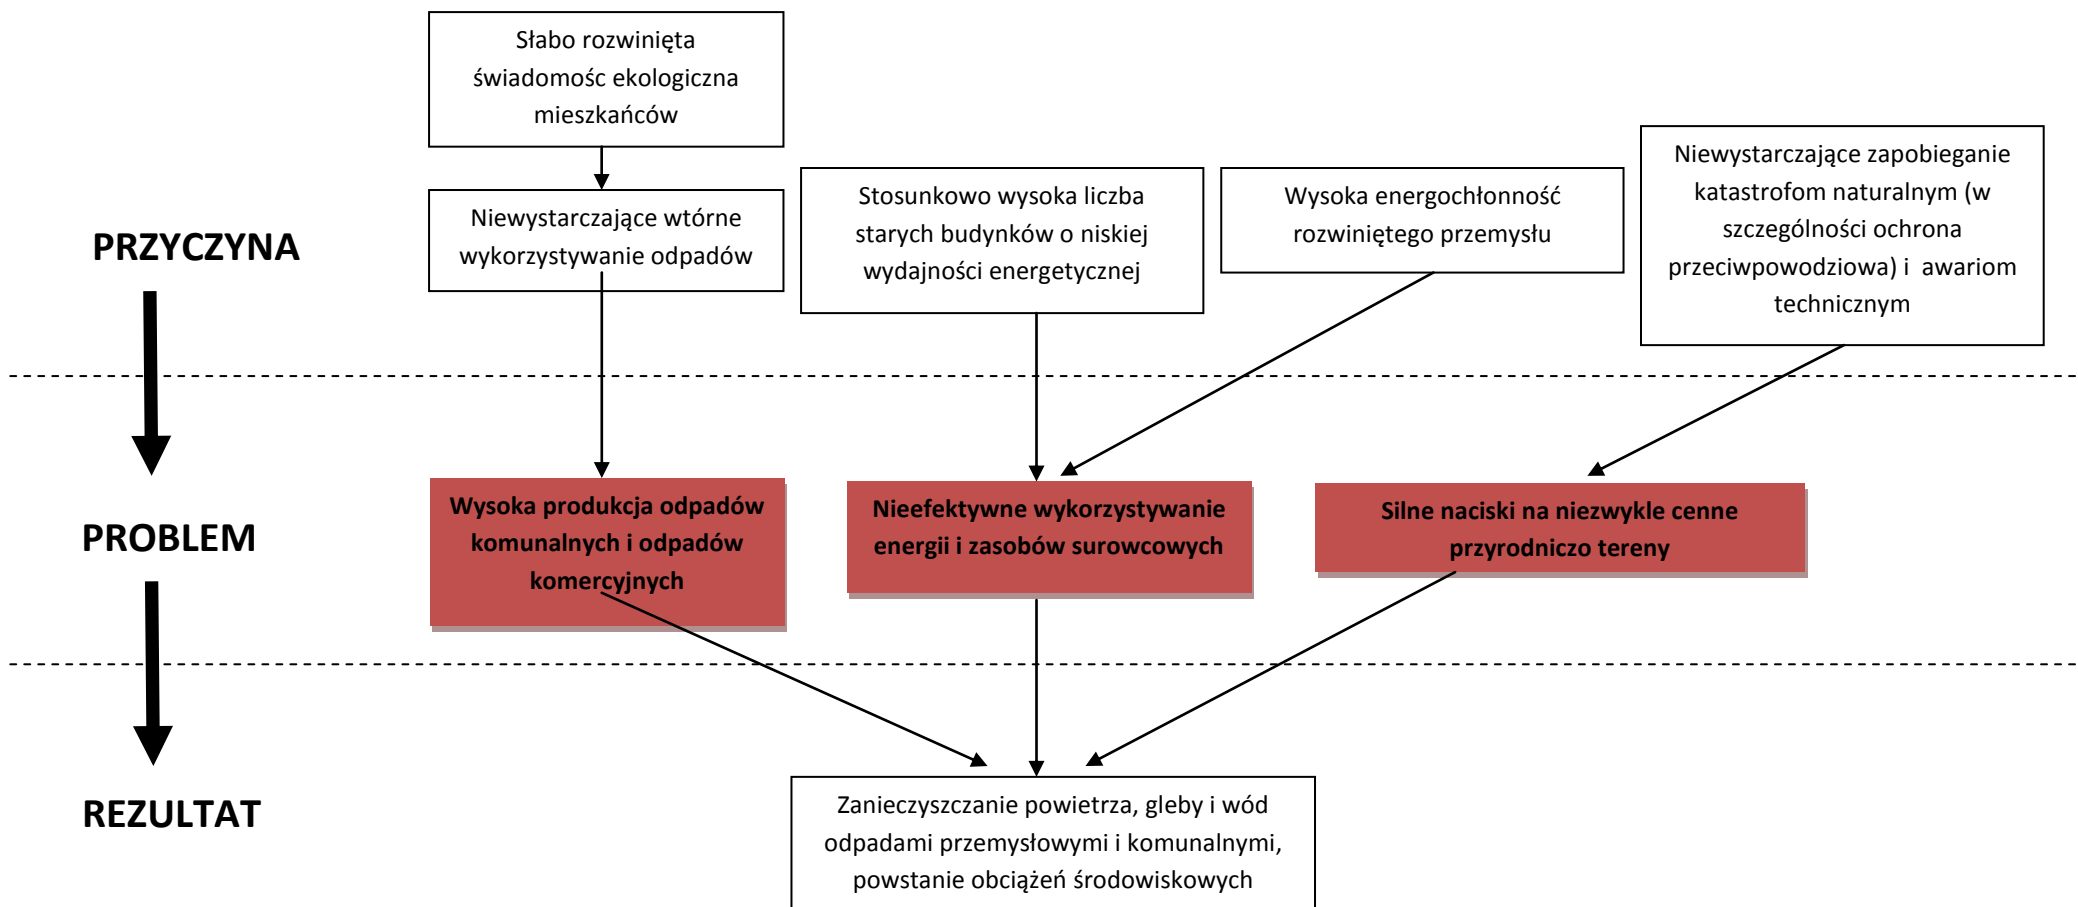 Słabo rozwinięta
świadomośc ekologiczna
mieszkańców
PRZYCZYNA
Niewystarczające wtórne
wykorzystywanie odpadów
Stosunkowo wysoka liczba
starych budynków o niskiej
wydajności energetycznej
Wysoka energochłonność
rozwiniętego przemysłu
Niewystarczające zapobieganie
katastrofom naturalnym (w
szczególności ochrona
przeciwpowodziowa) i  awariom
technicznym
PROBLEM
Wysoka produkcja odpadów
komunalnych i odpadów
komercyjnych
Nieefektywne wykorzystywanie
energii i zasobów surowcowych
Silne naciski na niezwykle cenne
przyrodniczo tereny
REZULTAT
Zanieczyszczanie powietrza, gleby i wód
odpadami przemysłowymi i komunalnymi,
powstanie obciążeń środowiskowych